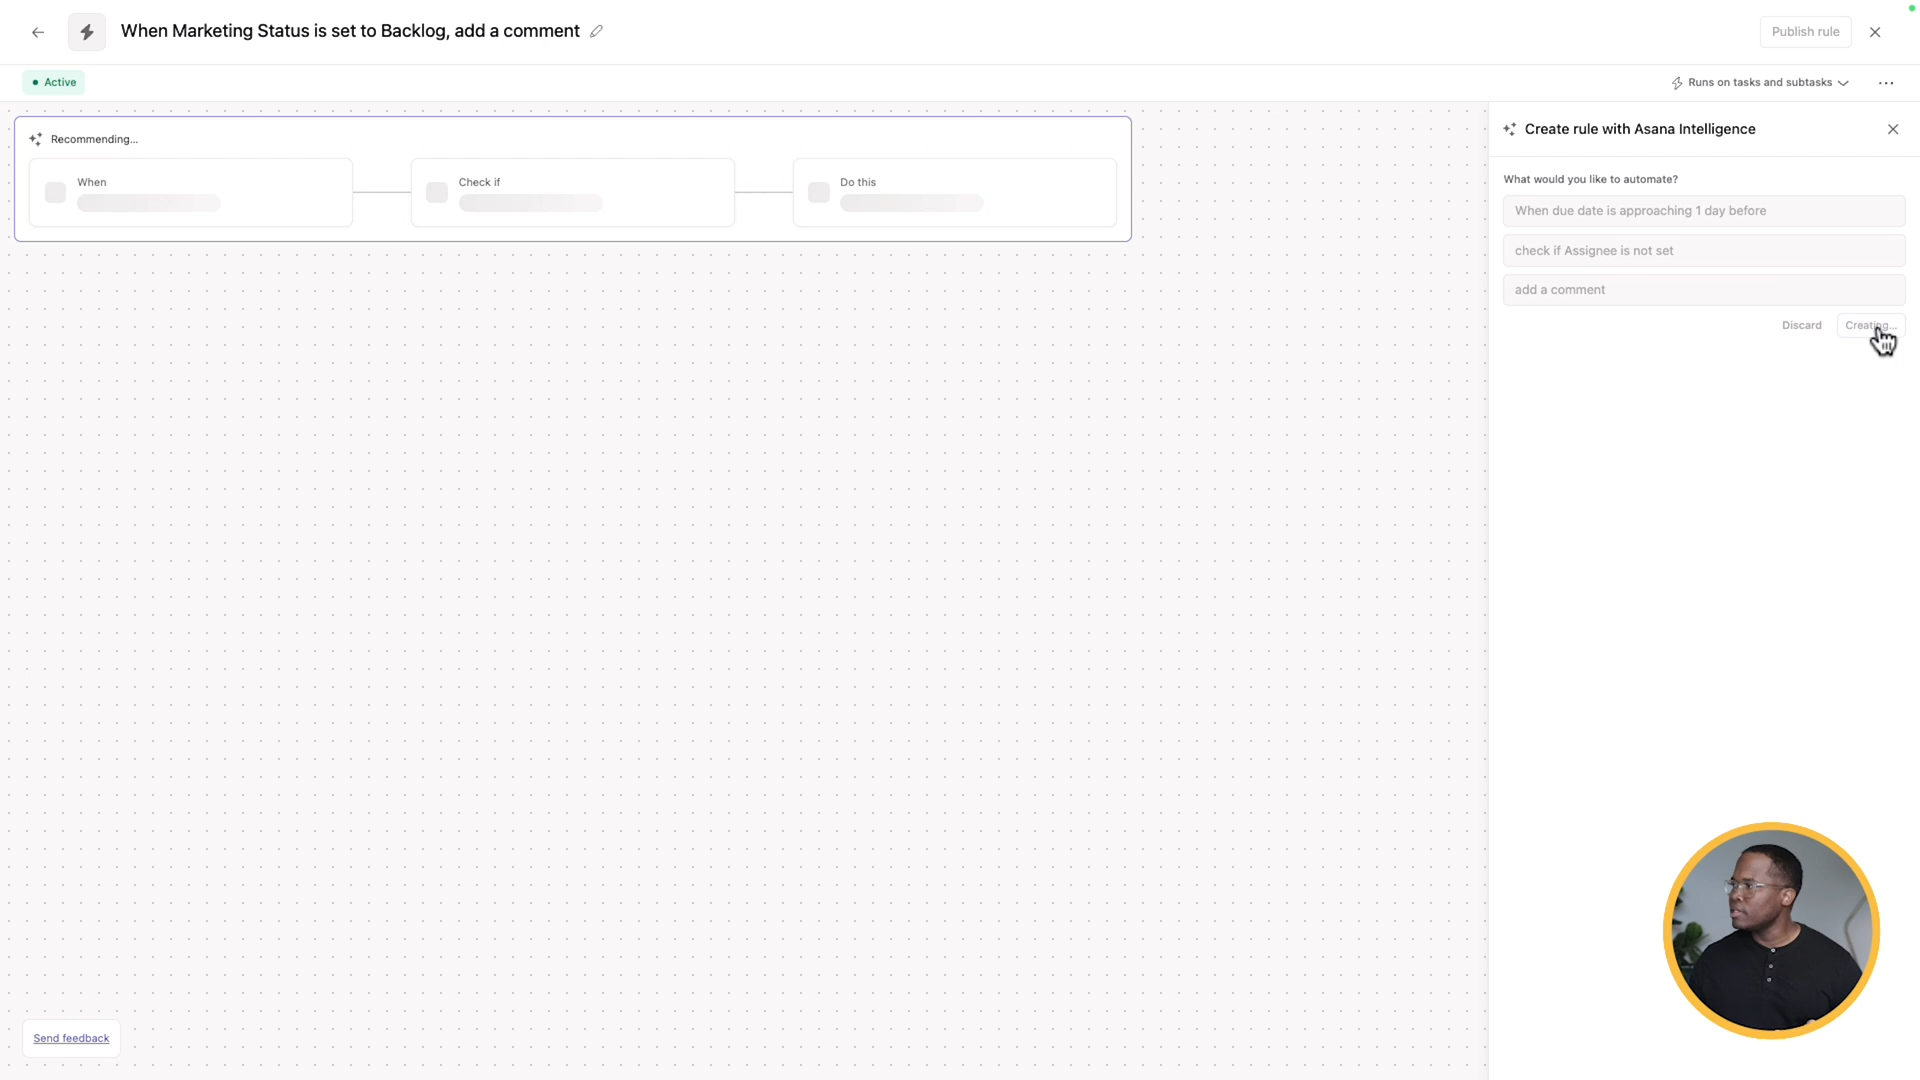 When Marketing Status is set to Backlog, add a comment
Publish rule
Active
Runs on tasks and subtasks
Recommending...
When
Check if
Do this
Create rule with Asana Intelligence
What would you like to automate?
When due date is approaching 1 day before
check if Assignee is not set
add a comment
Discard
Creating...
Send feedback